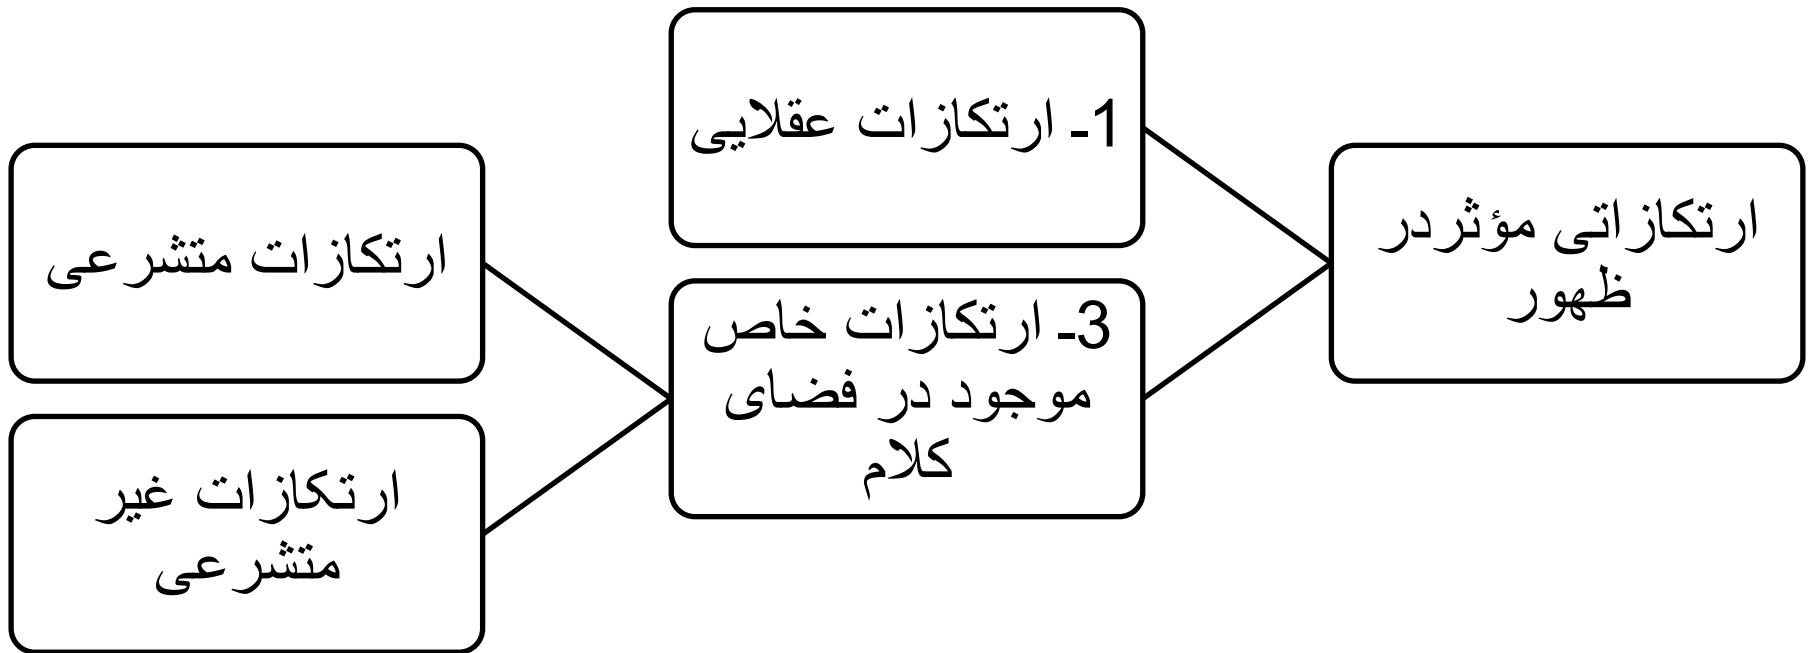 ارتکازاتی مؤثردر
ظهور
1- ارتکازات عقلایی
3- ارتکازات خاص
موجود در فضای
کلام
ارتکازات متشرعی
ارتکازات غیر
متشرعی